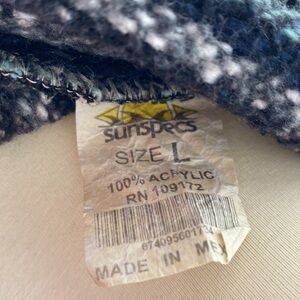 sunspecs
SIZE L
100% ACRYLIC
RN 109172
MADE IN